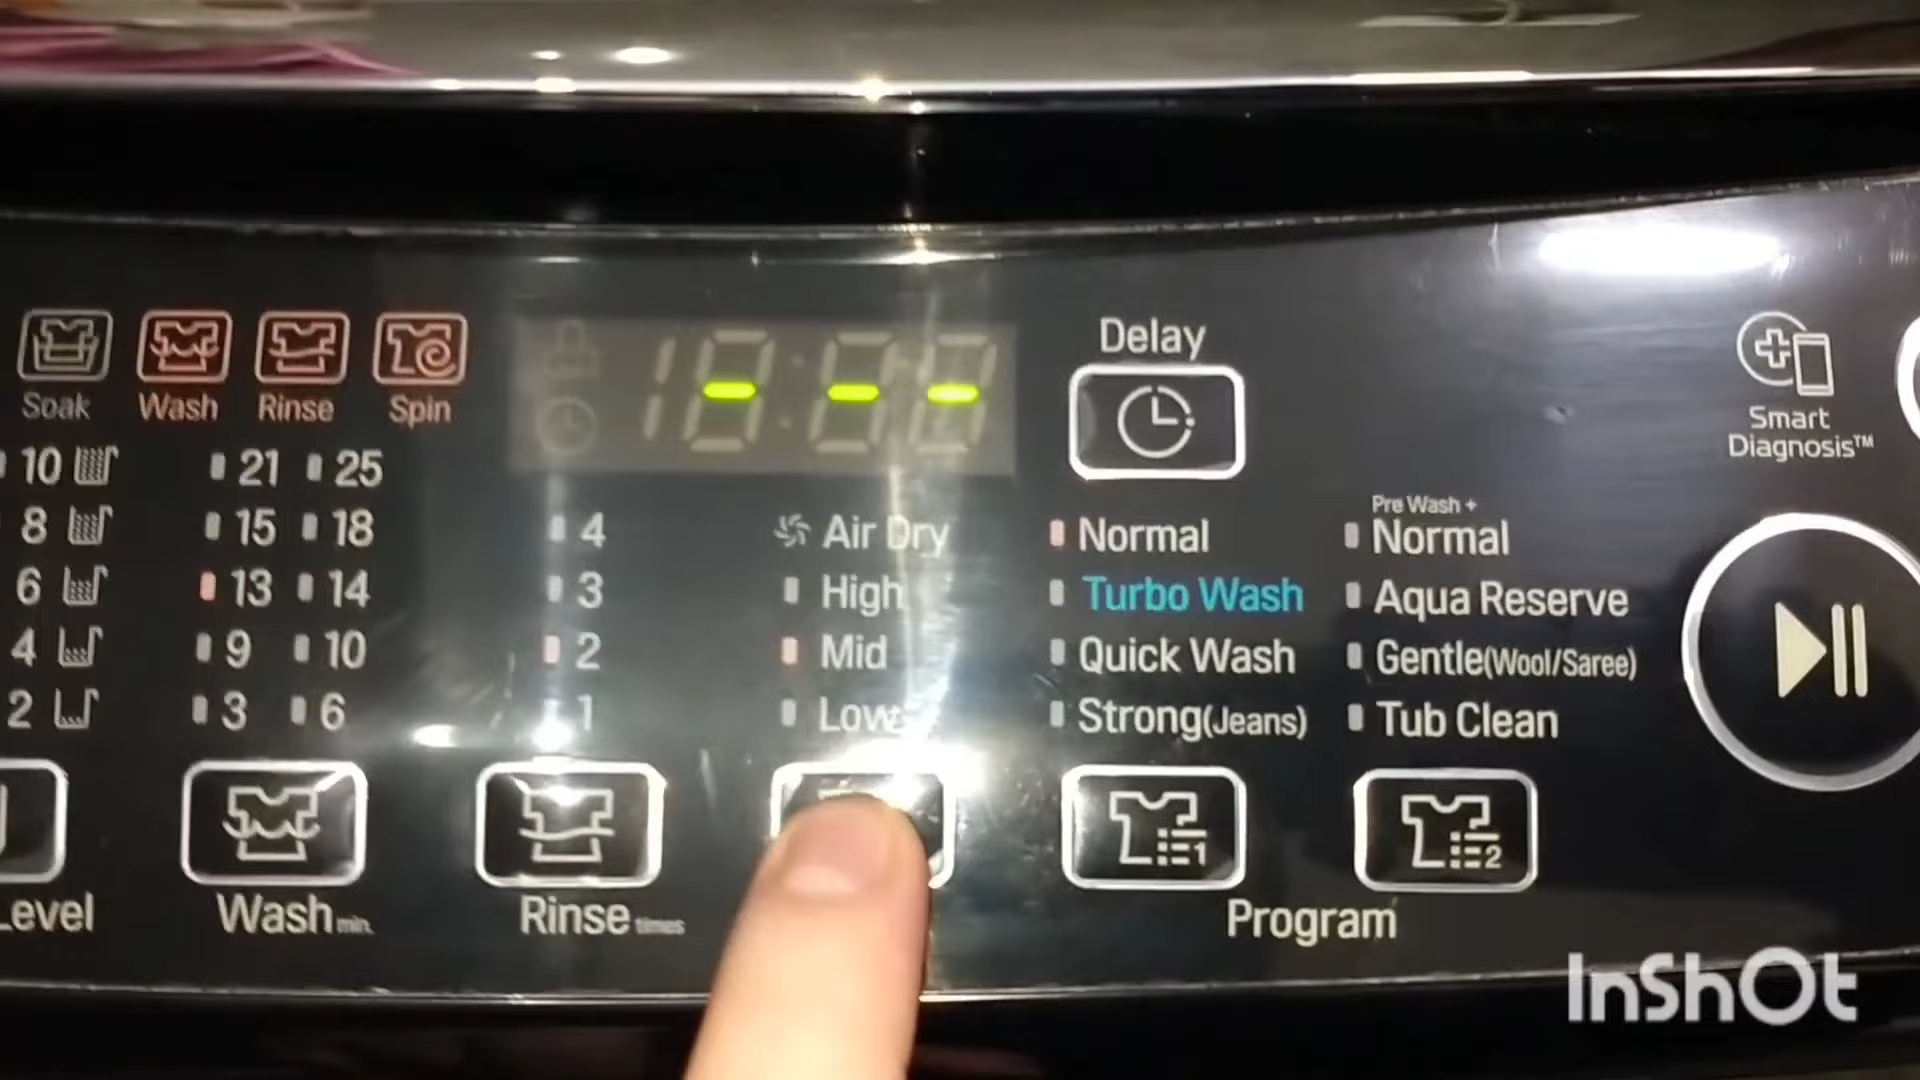 Delay
Soak Wash Rinse Spin
- - -
Smart
Diagnosis™
10 21 25
8 15 18
6 13 14
4 9 10
2 3 6
4
3
2
1
Air Dry
High
Mid
Low
Normal
Turbo Wash
Quick Wash
Strong(Jeans)
Pre Wash +
Normal
Aqua Reserve
Gentle(Wool/Saree)
Tub Clean
Level Wash min. Rinse times Program
1
2
InShOt